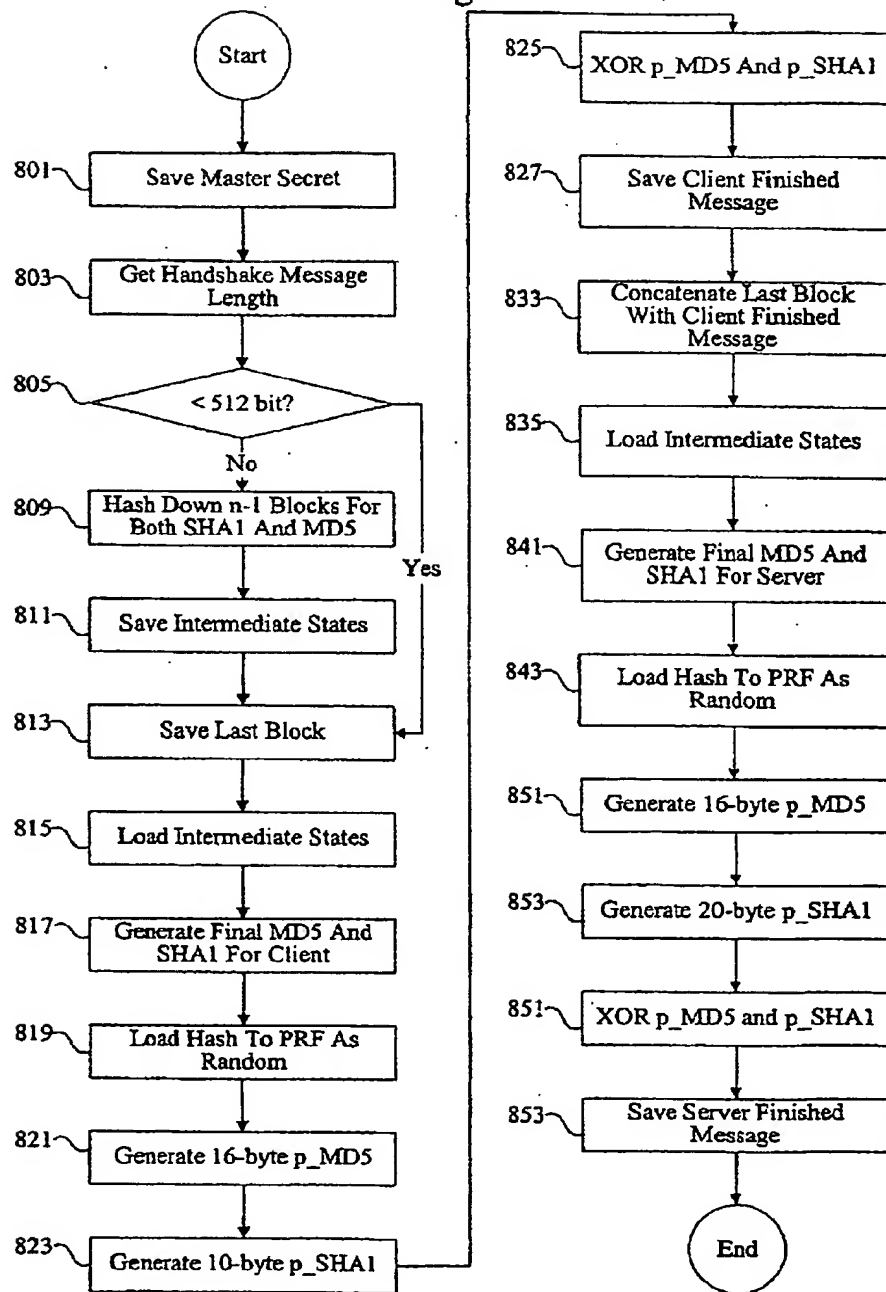 Start
801
Save Master Secret
803
Get Handshake Message
Length
805
< 512 bit?
No
Yes
809
Hash Down n-1 Blocks For
Both SHA1 And MD5
811
Save Intermediate States
813
Save Last Block
815
Load Intermediate States
817
Generate Final MD5 And
SHA1 For Client
819
Load Hash To PRF As
Random
821
Generate 16-byte p_MD5
823
Generate 10-byte p_SHA1
825
XOR p_MD5 And p_SHA1
827
Save Client Finished
Message
833
Concatenate Last Block
With Client Finished
Message
835
Load Intermediate States
841
Generate Final MD5 And
SHA1 For Server
843
Load Hash To PRF As
Random
851
Generate 16-byte p_MD5
853
Generate 20-byte p_SHA1
851
XOR p_MD5 and p_SHA1
853
Save Server Finished
Message
End